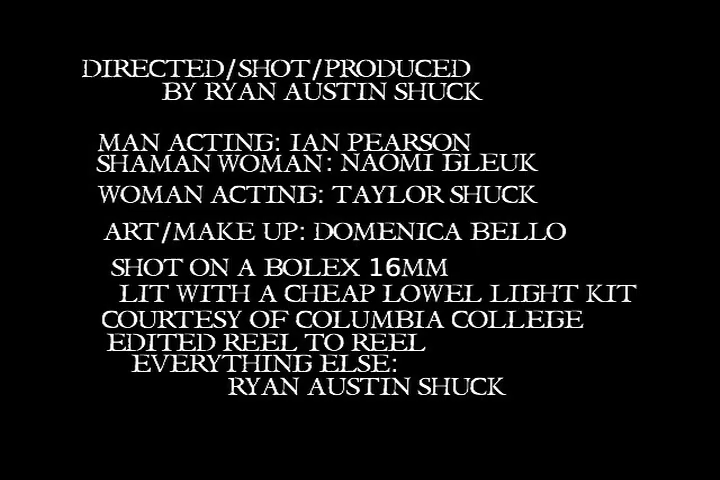 DIRECTED/SHOT/PRODUCED
BY RYAN AUSTIN SHUCK
MAN ACTING: IAN PEARSON
SHAMAN WOMAN: NAOMI GLEUK
WOMAN ACTING: TAYLOR SHUCK
ART/MAKE UP: DOMENICA BELLO
SHOT ON A BOLEX 16MM
LIT WITH A CHEAP LOWEL LIGHT KIT
COURTESY OF COLUMBIA COLLEGE
EDITED REEL TO REEL
EVERYTHING ELSE:
RYAN AUSTIN SHUCK